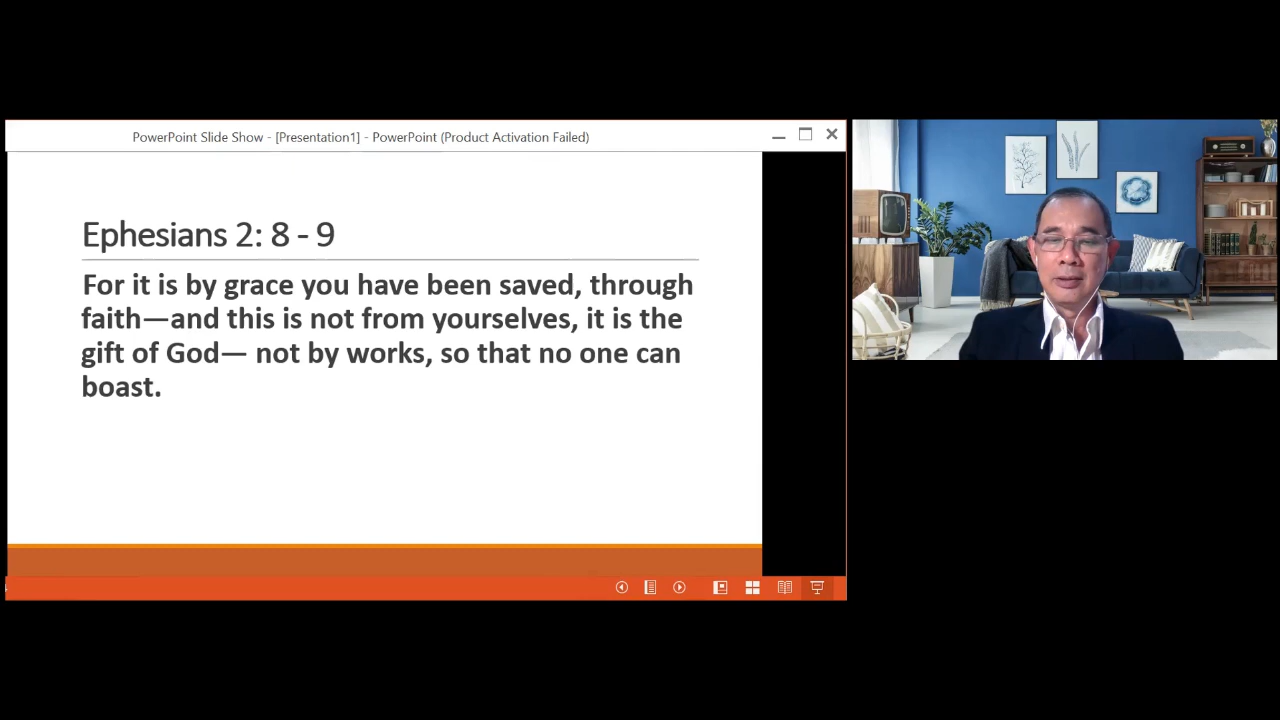 PowerPoint Slide Show - [Presentation1] - PowerPoint (Product Activation Failed)
Ephesians 2: 8 - 9
For it is by grace you have been saved, through
faith—and this is not from yourselves, it is the
gift of God— not by works, so that no one can
boast.